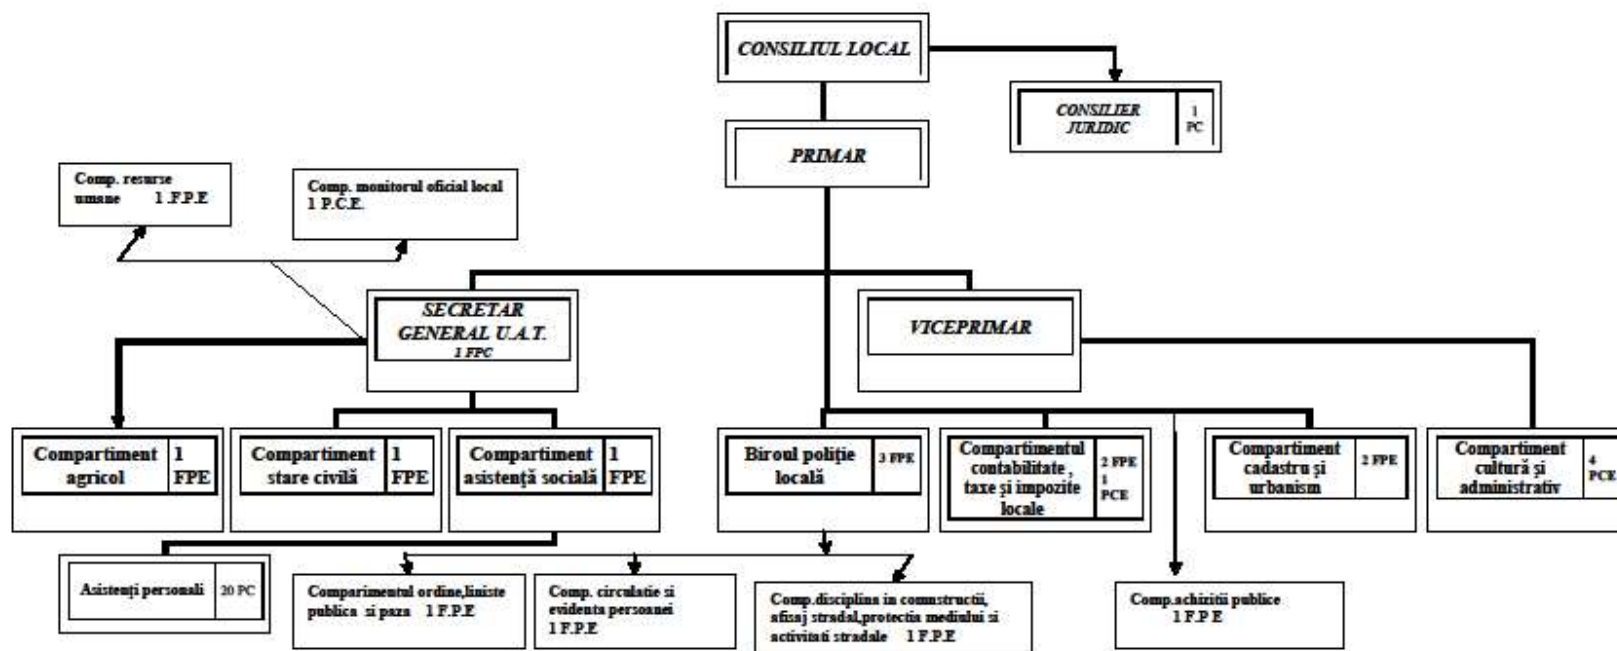 CONSILIUL LOCAL
CONSILIER
JURIDIC
1
PC
PRIMAR
Comp. resurse
umane 1 .F.P.E
Comp. monitorul oficial local
1 P.C.E.
SECRETAR
GENERAL U.A.T.
1 FPC
VICEPRIMAR
Compartiment
agricol
1
FPE
Compartiment
stare civilă
1
FPE
Compartiment
asistență socială
1
FPE
Biroul poliție
locală
3 FPE
Compartimentul
contabilitate ,
taxe și impozite
locale
2 FPE
1
PCE
Compartiment
cadastru și
urbanism
2 FPE
Compartiment
cultură și
administrativ
4
PCE
Asistenți personali
20 PC
Comparimentul ordine,liniste
publica si paza 1 F.P.E
Comp. circulatie si
evidenta persoanei
1 F.P.E
Comp.disciplina in comnstructii,
afisaj stradal,protectia mediului si
activitati stradale 1 F.P.E
Comp.achizitii publice
1 F.P E